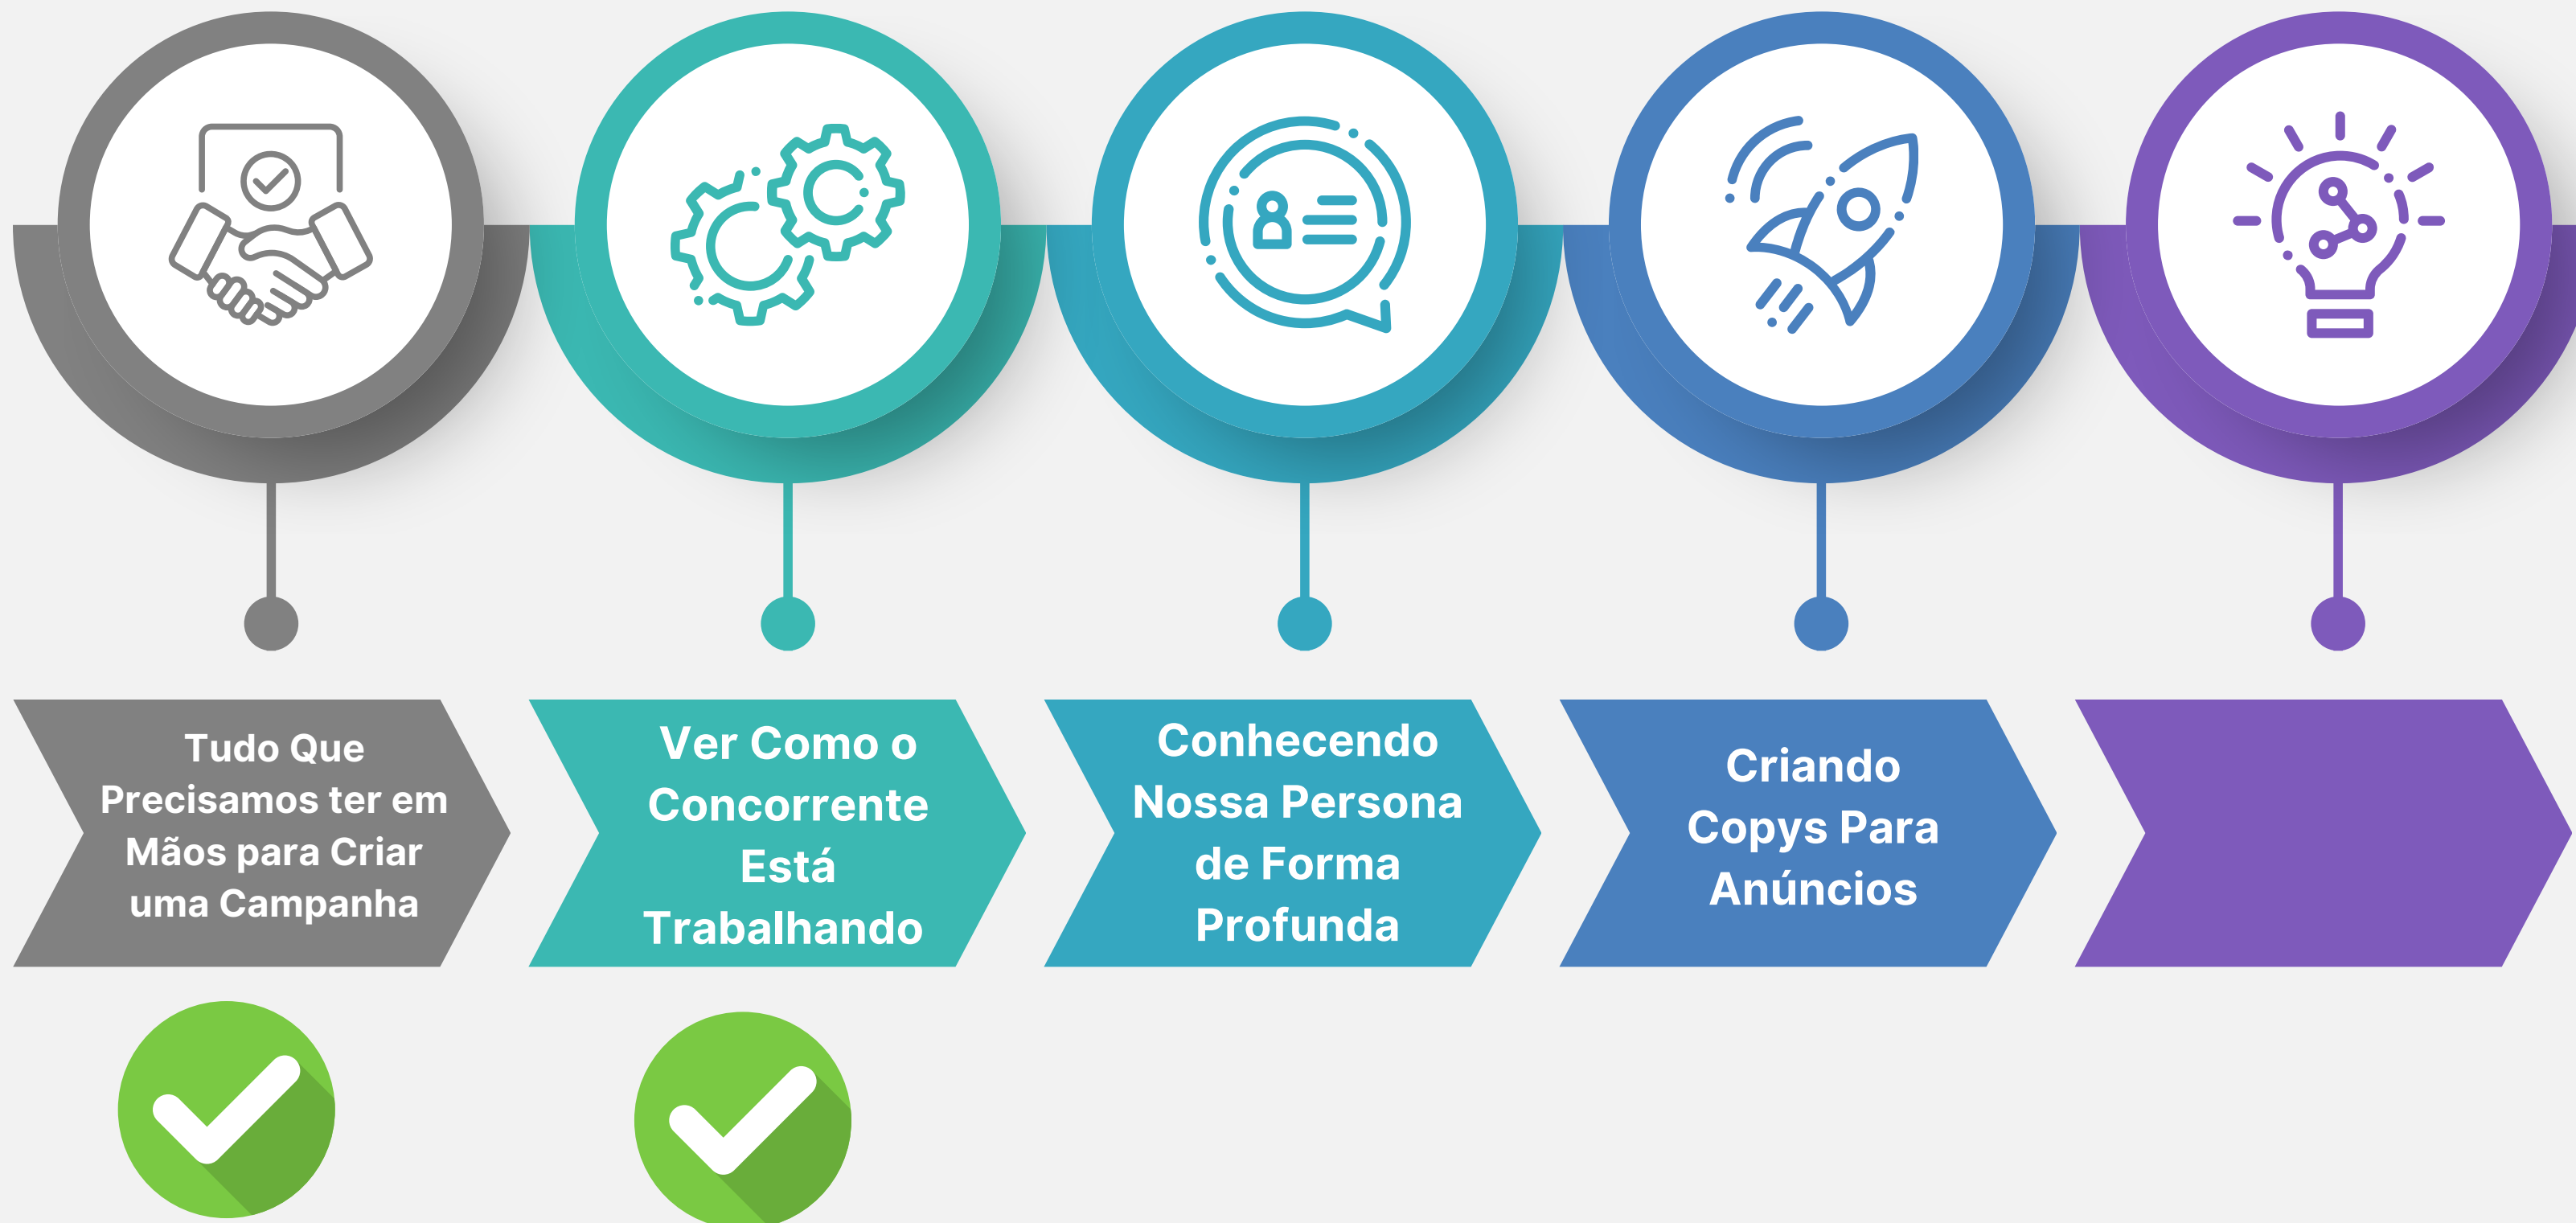 Tudo Que
Precisamos ter em
Mãos para Criar
uma Campanha
Ver Como o
Concorrente
Está
Trabalhando
Conhecendo
Nossa Persona
de Forma
Profunda
Criando
Copys Para
Anúncios